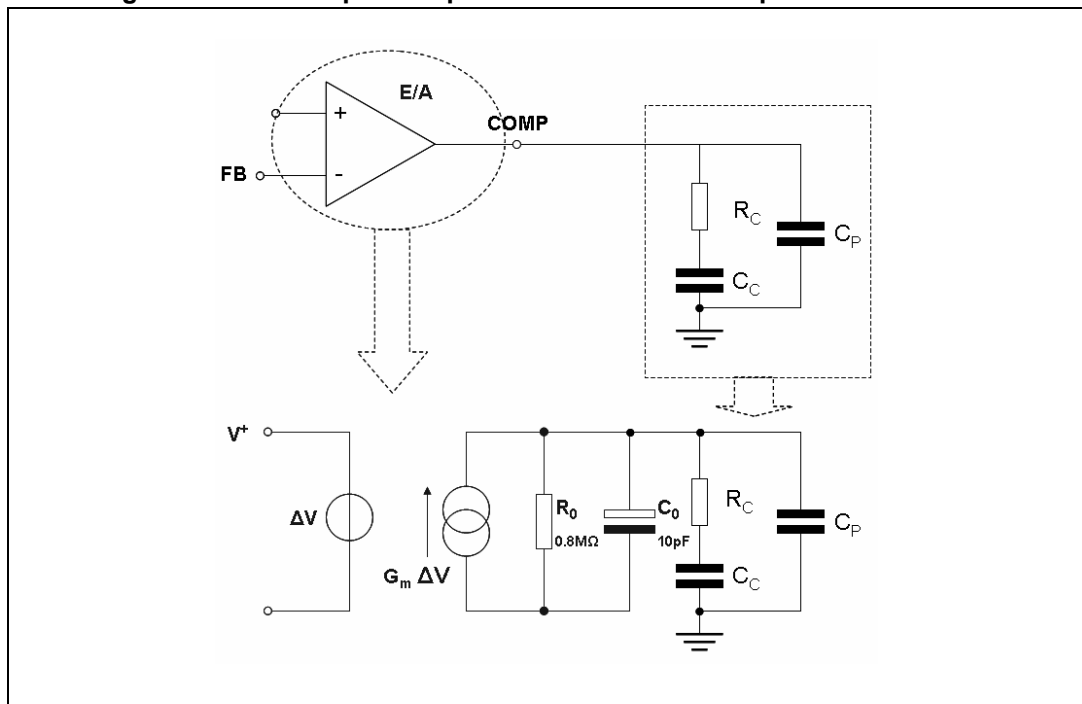 E/A
+
COMP
FB
-
R_C
C_P
C_C
V⁺
ΔV
G_m ΔV
R_0
0.8MΩ
C_0
10pF
R_C
C_P
C_C